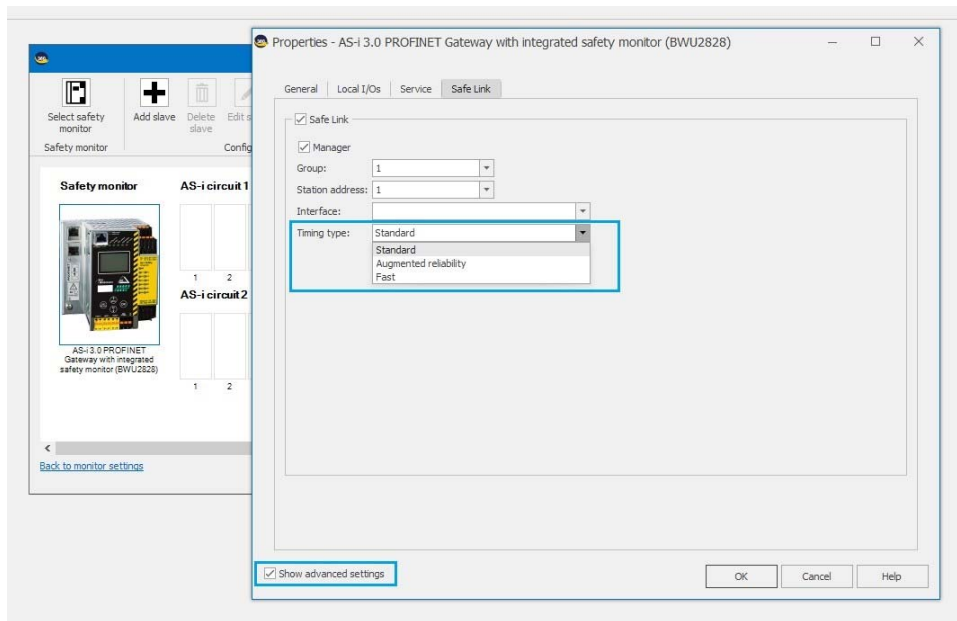 Properties - AS-i 3.0 PROFINET Gateway with integrated safety monitor (BWU2828)
Select safety monitor
Add slave
Delete slave
Edit s
Safety monitor
Config
Safety monitor
AS-i circuit 1
1 2
AS-i circuit 2
1 2
AS-i 3.0 PROFINET
Gateway with integrated
safety monitor (BWU2828)
<
Back to monitor settings
General
Local I/Os
Service
Safe Link
Safe Link
Manager
Group: 1
Station address: 1
Interface:
Timing type: Standard
Standard
Augmented reliability
Fast
Show advanced settings
OK
Cancel
Help